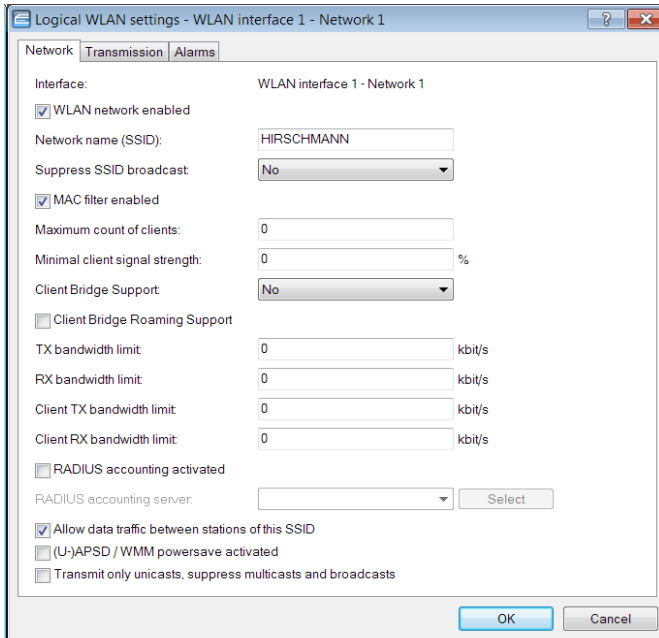 Logical WLAN settings - WLAN interface 1 - Network 1 ?
Network Transmission Alarms
Interface: WLAN interface 1 - Network 1
WLAN network enabled
Network name (SSID): HIRSCHMANN
Suppress SSID broadcast: No
MAC filter enabled
Maximum count of clients: 0
Minimal client signal strength: 0 %
Client Bridge Support: No
Client Bridge Roaming Support
TX bandwidth limit: 0 kbit/s
RX bandwidth limit: 0 kbit/s
Client TX bandwidth limit: 0 kbit/s
Client RX bandwidth limit: 0 kbit/s
RADIUS accounting activated
RADIUS accounting server: Select
Allow data traffic between stations of this SSID
(U-)APSD / WMM powersave activated
Transmit only unicasts, suppress multicasts and broadcasts
OK Cancel